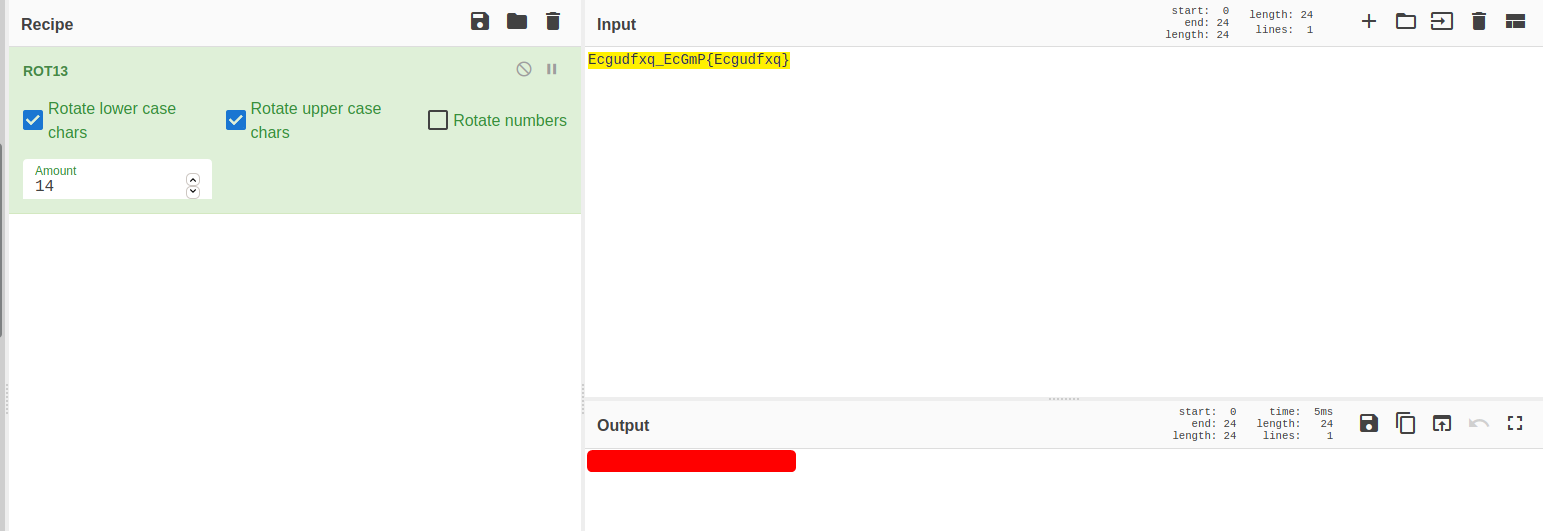 Recipe
ROT13
Rotate lower case
chars
Rotate upper case
chars
Rotate numbers
Amount
14
Input
start: 0
end: 24
length: 24
length: 24
lines: 1
Ecgudfxq_EcGmP{Ecgudfxq}
Output
start: 0
end: 24
length: 24
time: 5ms
length: 24
lines: 1